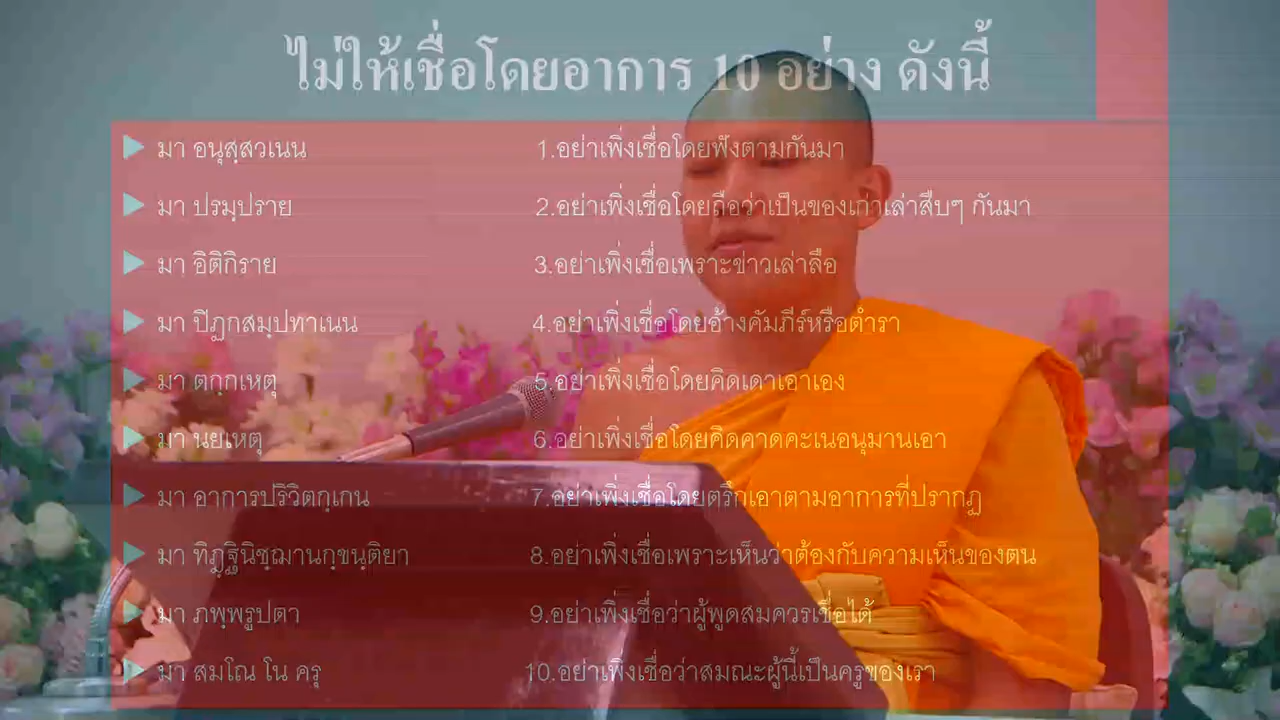 ไม่ให้เชื่อโดยอาการ 10 อย่าง ดังนี้
มา อนุสฺสวเนน 1.อย่าเพิ่งเชื่อโดยฟังตามกันมา
มา ปรมฺปราย 2.อย่าเพิ่งเชื่อโดยถือว่าเป็นของเก่าเล่าสืบๆ กันมา
มา อิติกิราย 3.อย่าเพิ่งเชื่อเพราะข่าวเล่าลือ
มา ปิฏกสมฺปทาเนน 4.อย่าเพิ่งเชื่อโดยอ้างคัมภีร์หรือตำรา
มา ตกฺกเหตุ 5.อย่าเพิ่งเชื่อโดยคิดเดาเอาเอง
มา นยเหตุ 6.อย่าเพิ่งเชื่อโดยคิดคาดคะเนอนุมานเอา
มา อาการปริวิตกฺเกน 7.อย่าเพิ่งเชื่อโดยตรึกเอาตามอาการที่ปรากฏ
มา ทิฏฺฐินิชฺฌานกฺขนฺติยา 8.อย่าเพิ่งเชื่อเพราะเห็นว่าต้องกับความเห็นของตน
มา ภพฺพรูปตา 9.อย่าเพิ่งเชื่อว่าผู้พูดสมควรเชื่อได้
มา สมโณ โน ครุ 10.อย่าเพิ่งเชื่อว่าสมณะผู้นี้เป็นครูของเรา